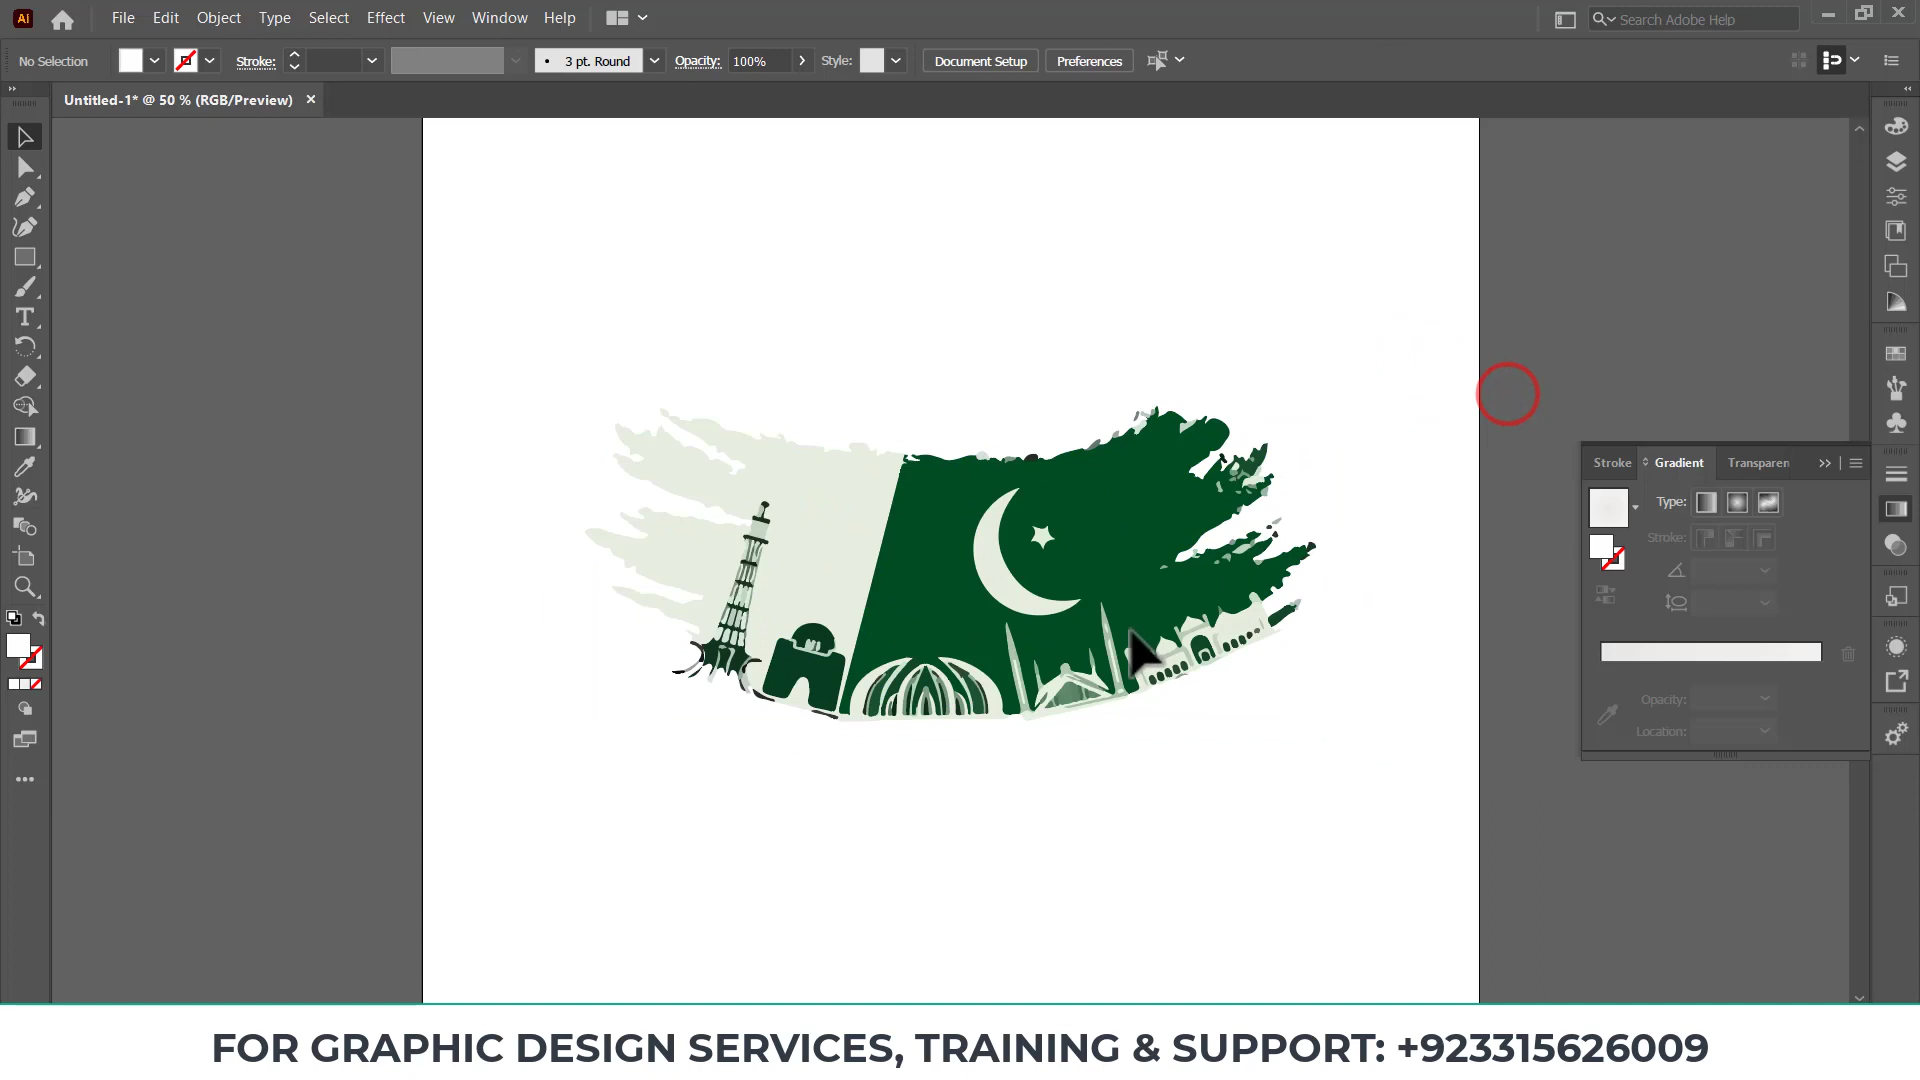 Ai File Edit Object Type Select Effect View Window Help Search Adobe Help
No Selection Stroke: 3 pt. Round Opacity: 100% Style: Document Setup Preferences
Untitled-1* @ 50 % (RGB/Preview) ×
Stroke Gradient Transparen
Type:
Stroke:
Opacity:
Location:
FOR GRAPHIC DESIGN SERVICES, TRAINING & SUPPORT: +923315626009